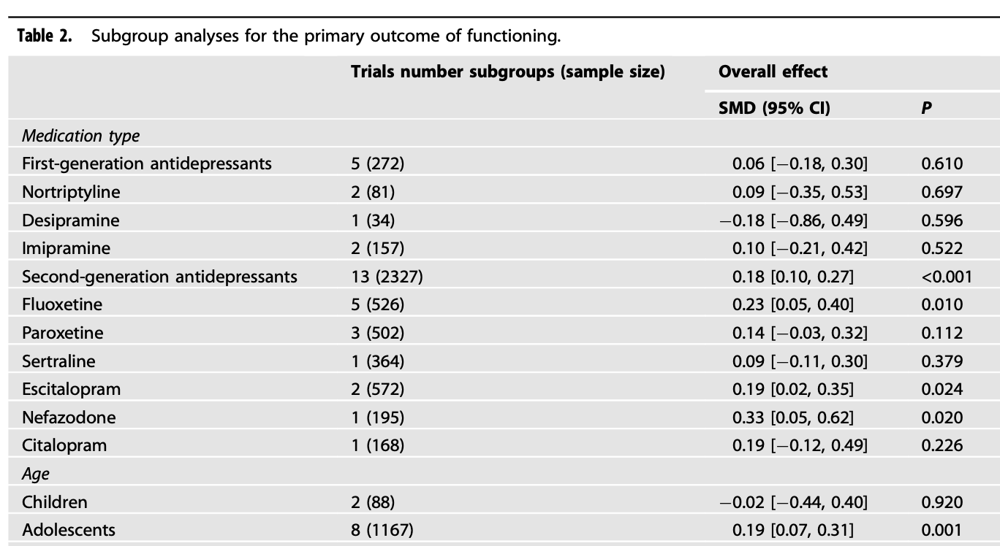 Table 2. Subgroup analyses for the primary outcome of functioning.
Trials number subgroups (sample size) Overall effect
SMD (95% CI) P
Medication type
First-generation antidepressants 5 (272) 0.06 [−0.18, 0.30] 0.610
Nortriptyline 2 (81) 0.09 [−0.35, 0.53] 0.697
Desipramine 1 (34) −0.18 [−0.86, 0.49] 0.596
Imipramine 2 (157) 0.10 [−0.21, 0.42] 0.522
Second-generation antidepressants 13 (2327) 0.18 [0.10, 0.27] <0.001
Fluoxetine 5 (526) 0.23 [0.05, 0.40] 0.010
Paroxetine 3 (502) 0.14 [−0.03, 0.32] 0.112
Sertraline 1 (364) 0.09 [−0.11, 0.30] 0.379
Escitalopram 2 (572) 0.19 [0.02, 0.35] 0.024
Nefazodone 1 (195) 0.33 [0.05, 0.62] 0.020
Citalopram 1 (168) 0.19 [−0.12, 0.49] 0.226
Age
Children 2 (88) −0.02 [−0.44, 0.40] 0.920
Adolescents 8 (1167) 0.19 [0.07, 0.31] 0.001